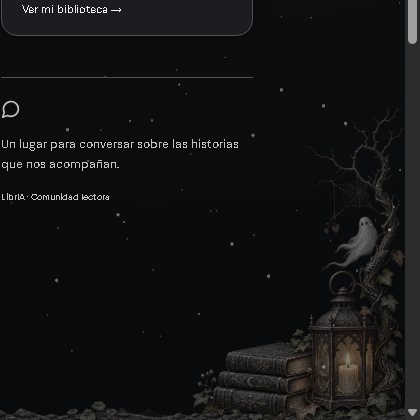 Ver mi biblioteca →
Un lugar para conversar sobre las historias
que nos acompañan.
LibriA · Comunidad lectora